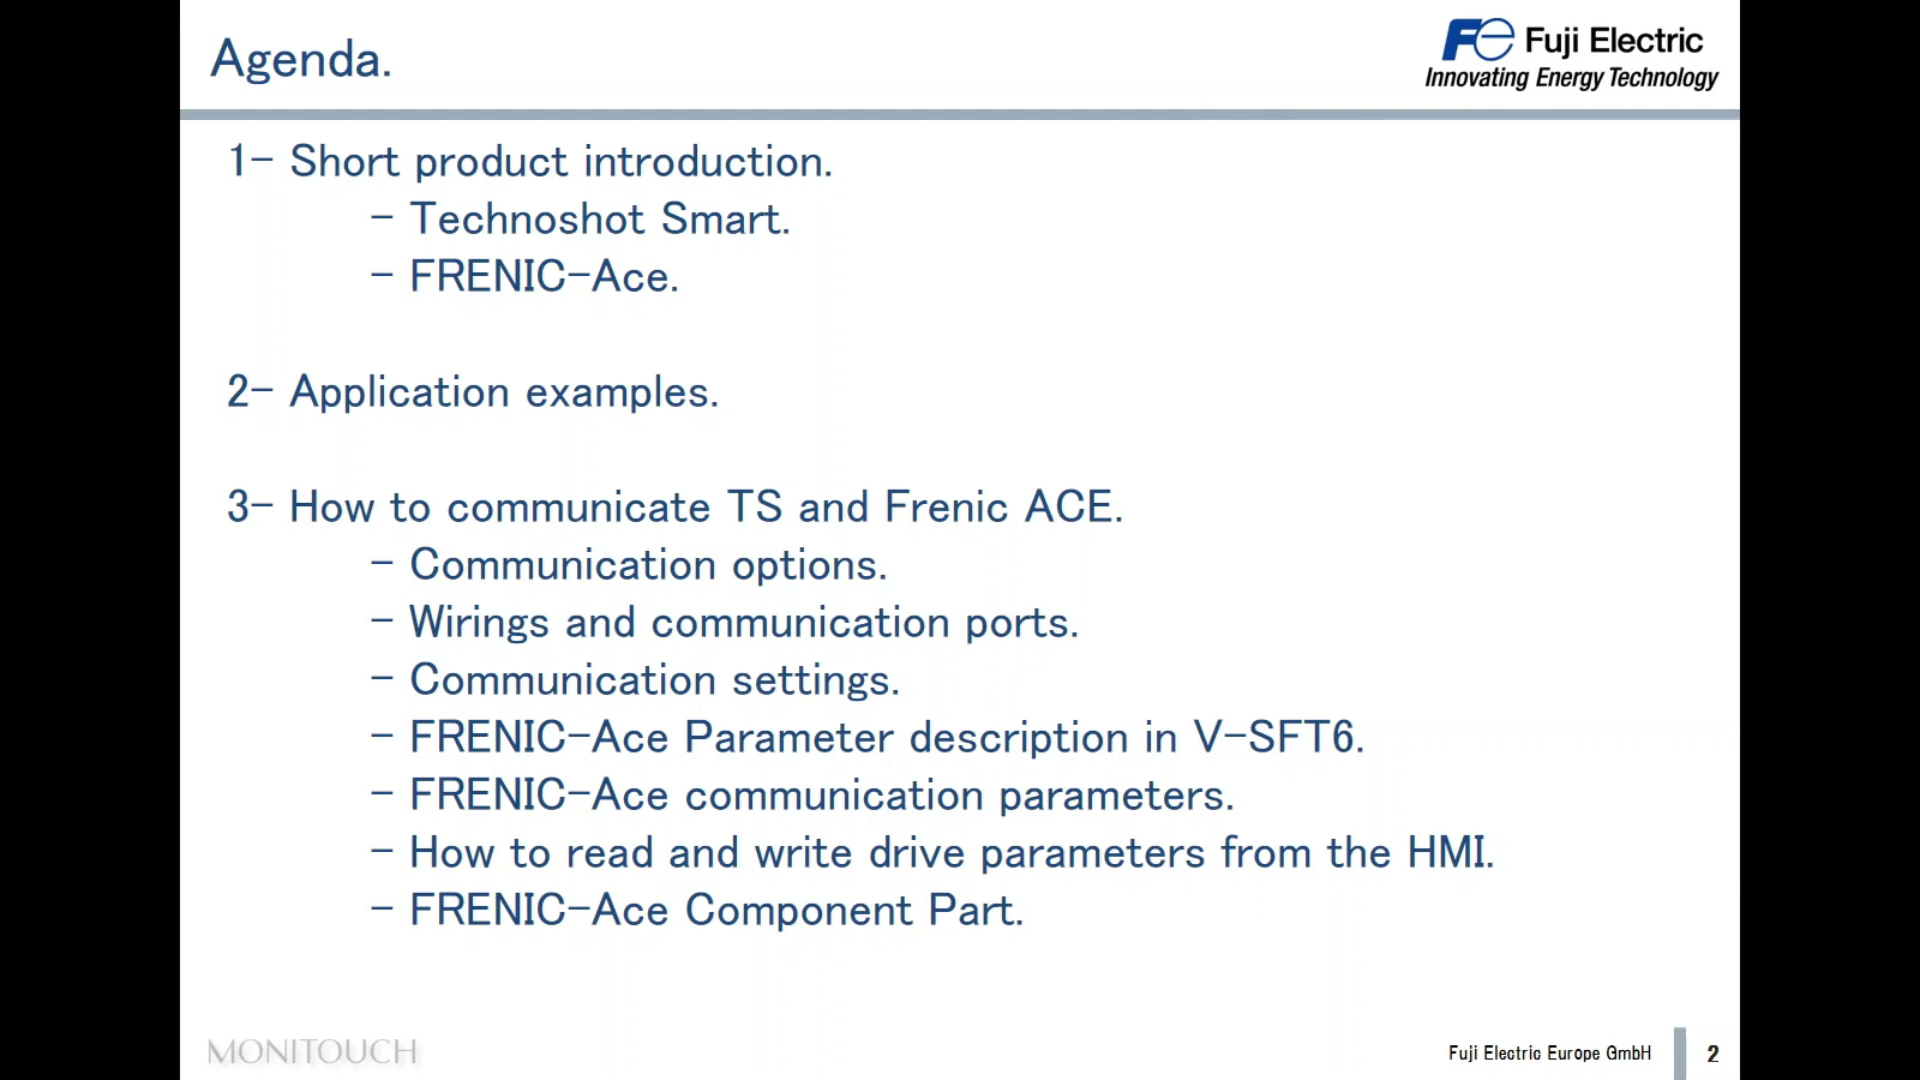 Agenda.
Fe Fuji Electric
Innovating Energy Technology
1- Short product introduction.
- Technoshot Smart.
- FRENIC-Ace.
2- Application examples.
3- How to communicate TS and Frenic ACE.
- Communication options.
- Wirings and communication ports.
- Communication settings.
- FRENIC-Ace Parameter description in V-SFT6.
- FRENIC-Ace communication parameters.
- How to read and write drive parameters from the HMI.
- FRENIC-Ace Component Part.
MONITOUCH
Fuji Electric Europe GmbH
2